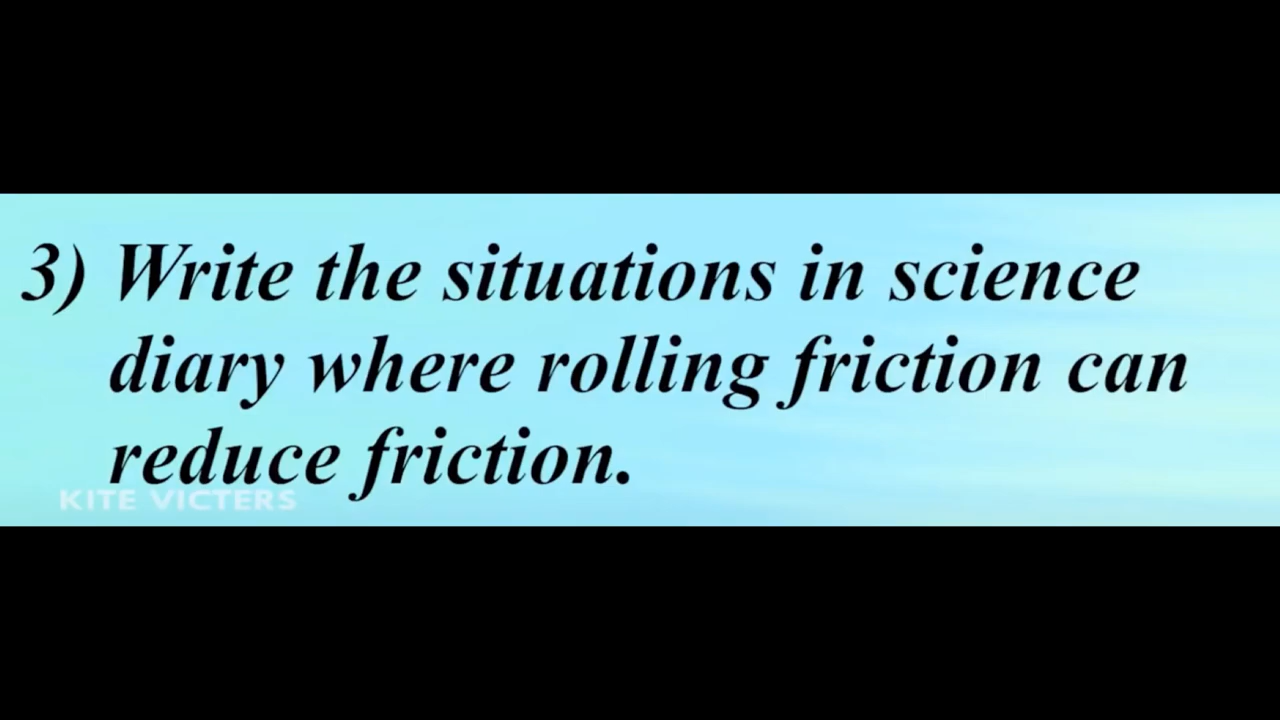 3) Write the situations in science
diary where rolling friction can
reduce friction.
KITE VICTERS